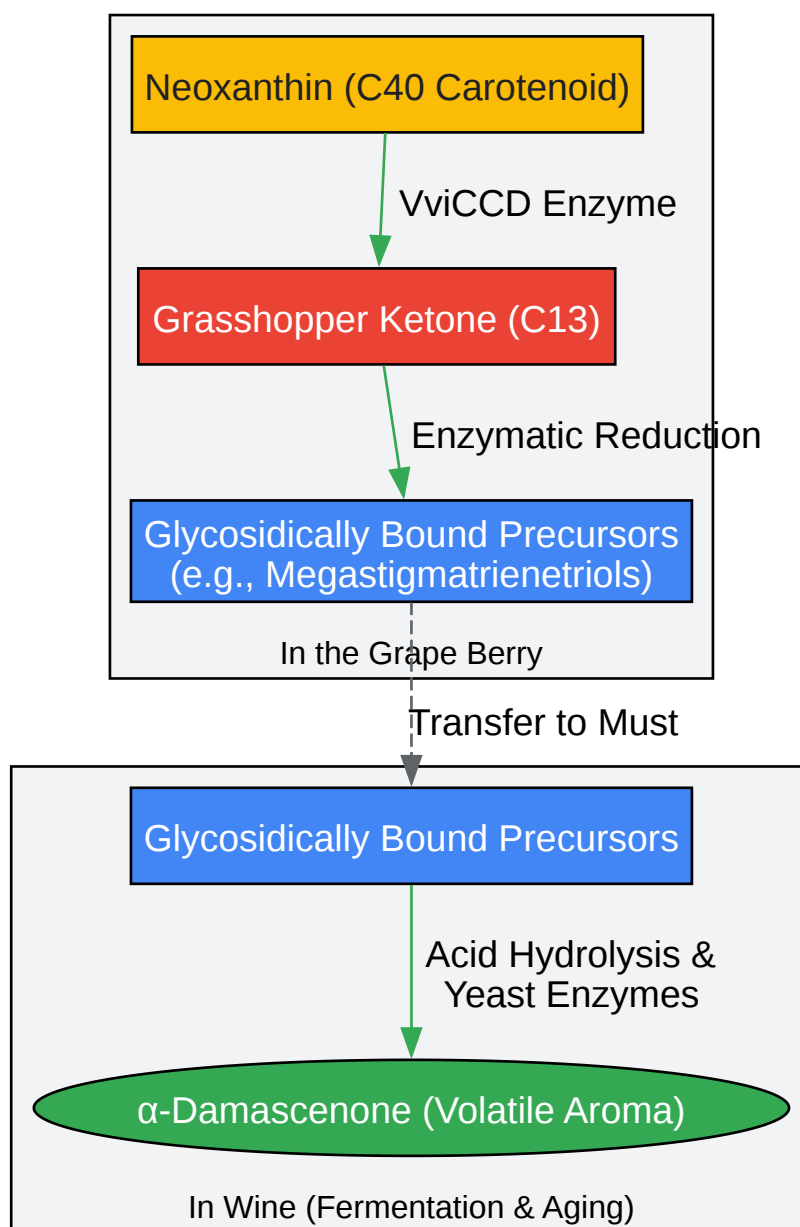 Neoxanthin (C40 Carotenoid)
VviCCD Enzyme
Grasshopper Ketone (C13)
Enzymatic Reduction
Glycosidically Bound Precursors
(e.g., Megastigmatrienetriols)
In the Grape Berry
Transfer to Must
Glycosidically Bound Precursors
Acid Hydrolysis &
Yeast Enzymes
α-Damascenone (Volatile Aroma)
In Wine (Fermentation & Aging)